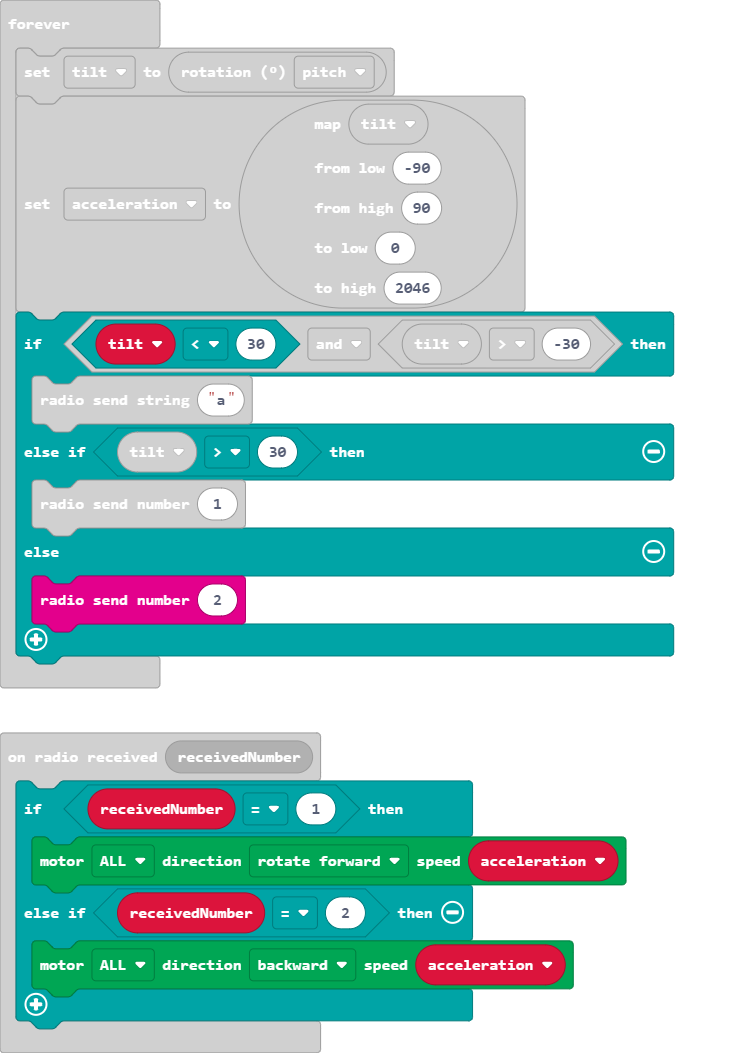 forever
set tilt to rotation (º) pitch
map tilt
from low -90
set acceleration to from high 90
to low 0
to high 2046
if tilt < 30 and tilt > -30 then
radio send string "a"
else if tilt > 30 then
radio send number 1
else
radio send number 2
on radio received receivedNumber
if receivedNumber = 1 then
motor ALL direction rotate forward speed acceleration
else if receivedNumber = 2 then
motor ALL direction backward speed acceleration